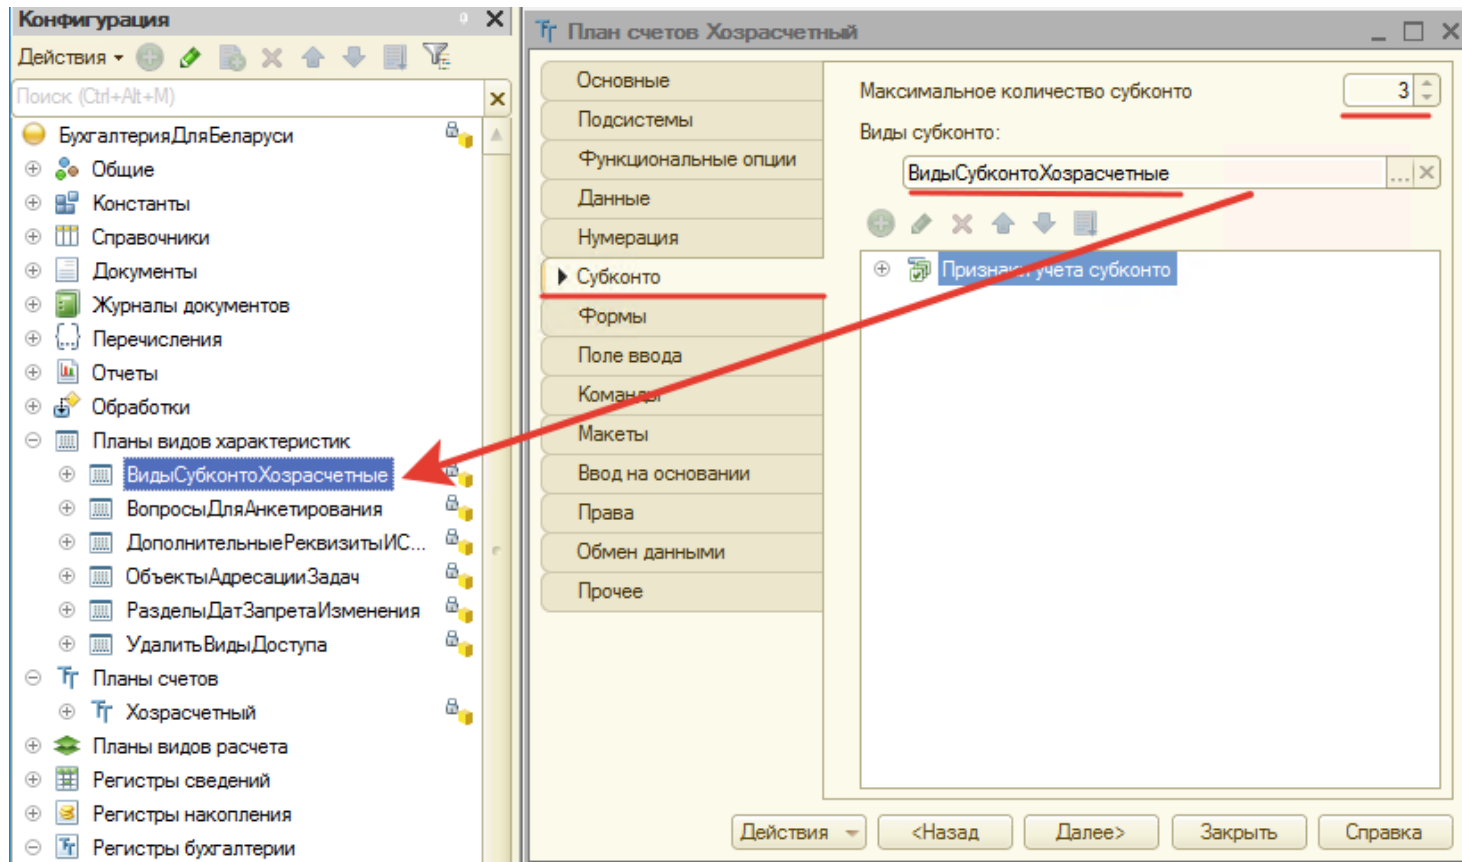 Конфигурация
Действия
Поиск (Ctrl+Alt+M)
БухгалтерияДляБеларуси
Общие
Константы
Справочники
Документы
Журналы документов
Перечисления
Отчеты
Обработки
Планы видов характеристик
ВидыСубконтоХозрасчетные
ВопросыДляАнкетирования
ДополнительныеРеквизитыИС...
ОбъектыАдресацииЗадач
РазделыДатЗапретаИзменения
УдалитьВидыДоступа
Планы счетов
Хозрасчетный
Планы видов расчета
Регистры сведений
Регистры накопления
Регистры бухгалтерии
План счетов Хозрасчетный
Основные
Подсистемы
Функциональные опции
Данные
Нумерация
Субконто
Формы
Поле ввода
Команды
Макеты
Ввод на основании
Права
Обмен данными
Прочее
Максимальное количество субконто 3
Виды субконто:
ВидыСубконтоХозрасчетные ...
Признаки учета субконто
Действия <Назад Далее> Закрыть Справка